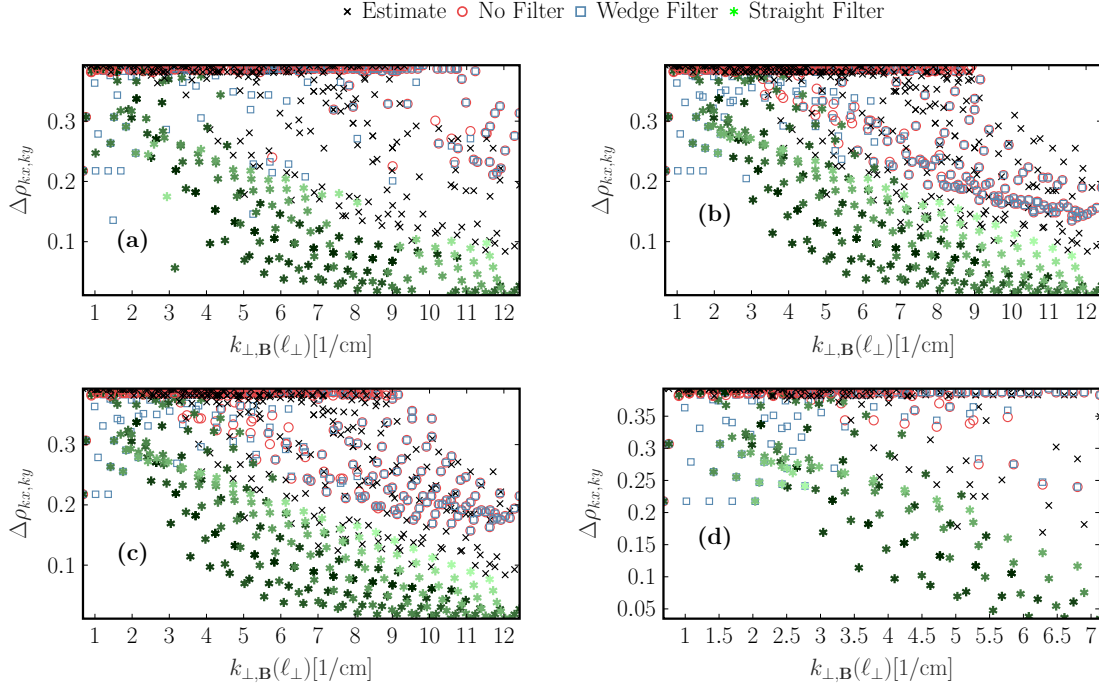 × Estimate ○ No Filter □ Wedge Filter ✱ Straight Filter
0.3
0.2
0.1
Δρkx,ky
(a)
1 2 3 4 5 6 7 8 9 10 11 12
k⊥,B(ℓ⊥)[1/cm]
0.3
0.2
0.1
Δρkx,ky
(b)
1 2 3 4 5 6 7 8 9 10 11 12
k⊥,B(ℓ⊥)[1/cm]
0.3
0.2
0.1
Δρkx,ky
(c)
1 2 3 4 5 6 7 8 9 10 11 12
k⊥,B(ℓ⊥)[1/cm]
0.35
0.3
0.25
0.2
0.15
0.1
0.05
Δρkx,ky
(d)
1 1.5 2 2.5 3 3.5 4 4.5 5 5.5 6 6.5 7
k⊥,B(ℓ⊥)[1/cm]